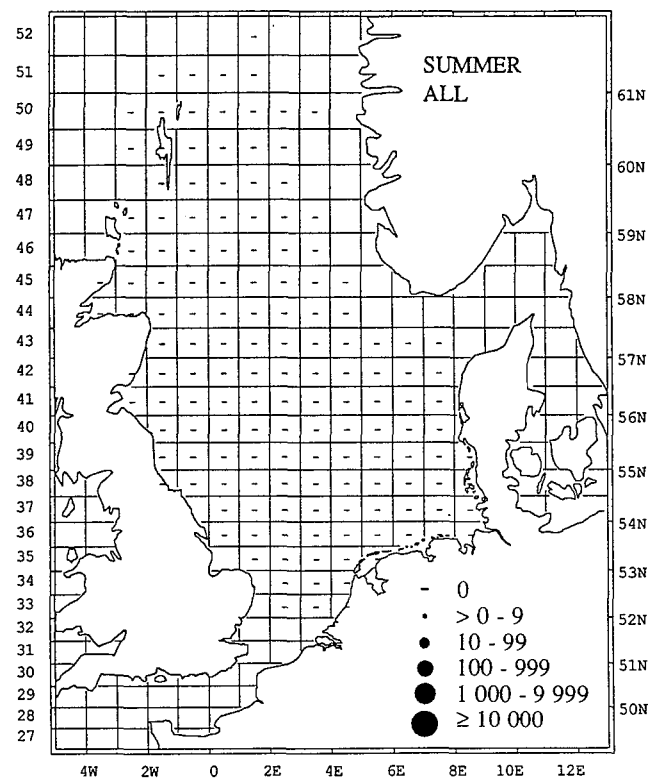 SUMMER
ALL
52
51
50
49
48
47
46
45
44
43
42
41
40
39
38
37
36
35
34
33
32
31
30
29
28
27
61N
60N
59N
58N
57N
56N
55N
54N
53N
52N
51N
50N
- 0
> 0 - 9
10 - 99
100 - 999
1 000 - 9 999
≥ 10 000
4W 2W 0 2E 4E 6E 8E 10E 12E